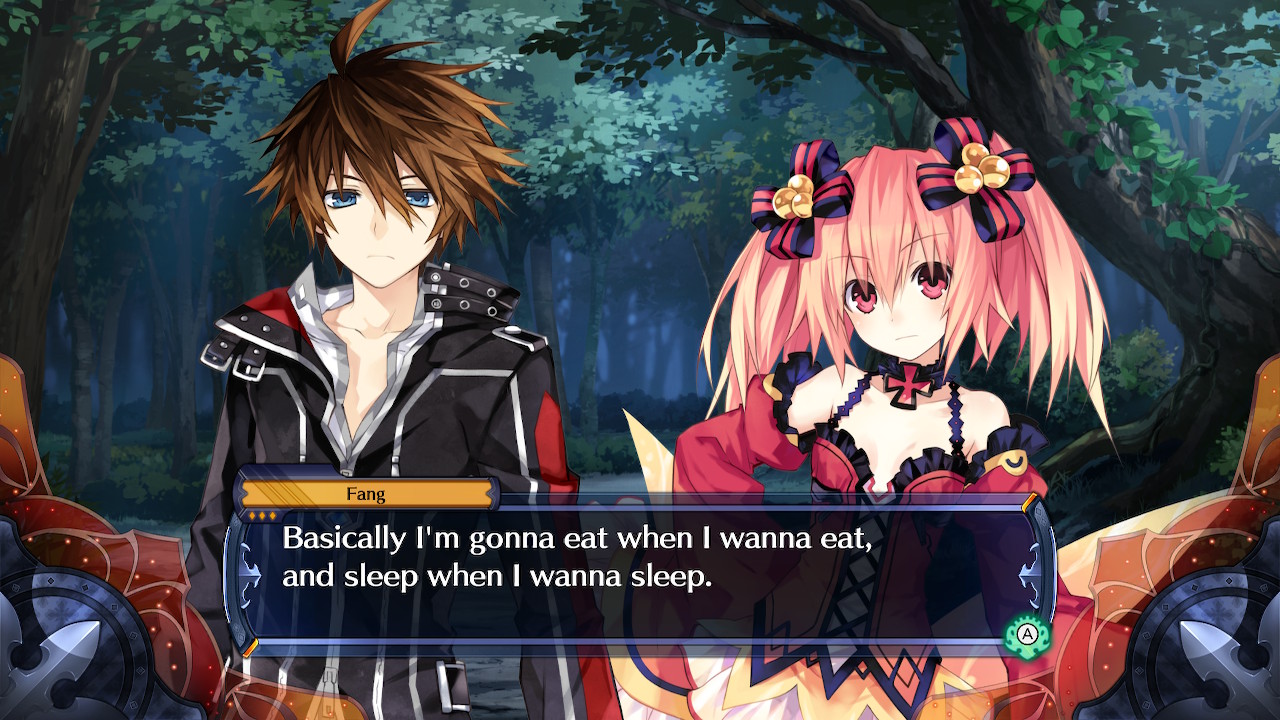 Fang
Basically I'm gonna eat when I wanna eat,
and sleep when I wanna sleep.
A